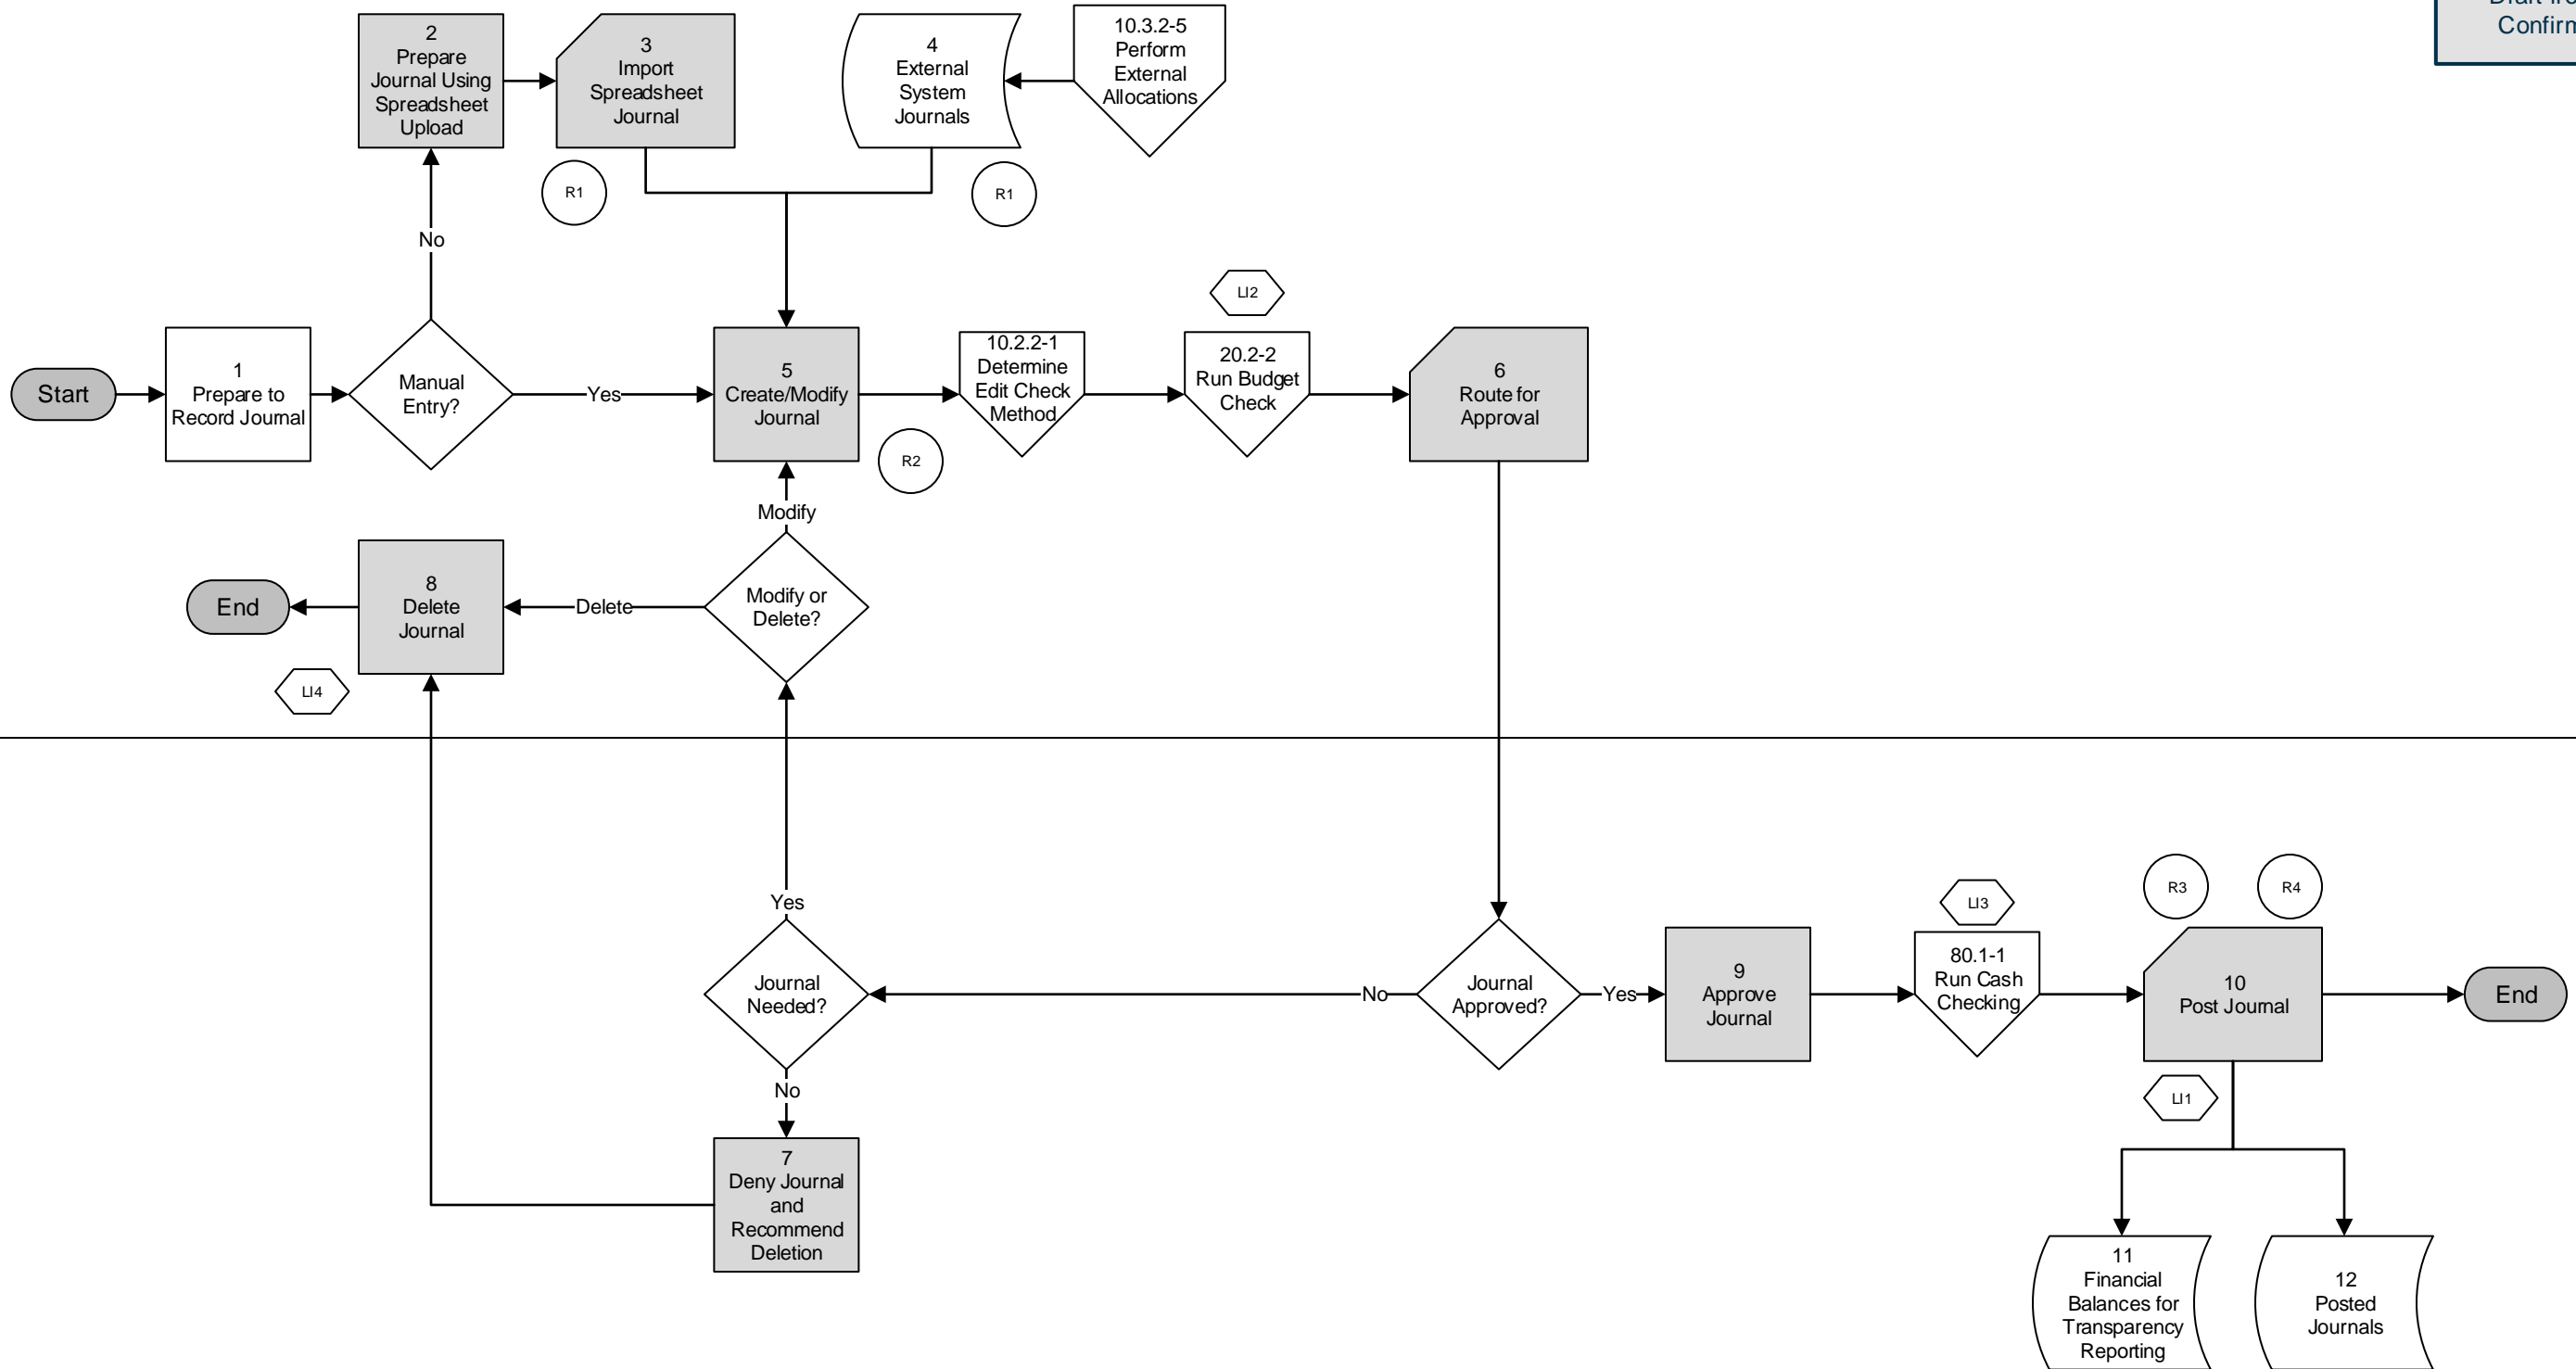 Confirm
2
Prepare
Journal Using
Spreadsheet
Upload
3
Import
Spreadsheet
Journal
4
External
System
Journals
10.3.2-5
Perform
External
Allocations
R1
R1
No
LI2
Start
1
Prepare to
Record Journal
Manual
Entry?
Yes
5
Create/Modify
Journal
10.2.2-1
Determine
Edit Check
Method
20.2-2
Run Budget
Check
6
Route for
Approval
R2
Modify
End
8
Delete
Journal
Delete
Modify or
Delete?
LI4
Yes
Journal
Needed?
No
Journal
Approved?
Yes
9
Approve
Journal
LI3
80.1-1
Run Cash
Checking
R3
R4
10
Post Journal
End
No
LI1
7
Deny Journal
and
Recommend
Deletion
11
Financial
Balances for
Transparency
Reporting
12
Posted
Journals